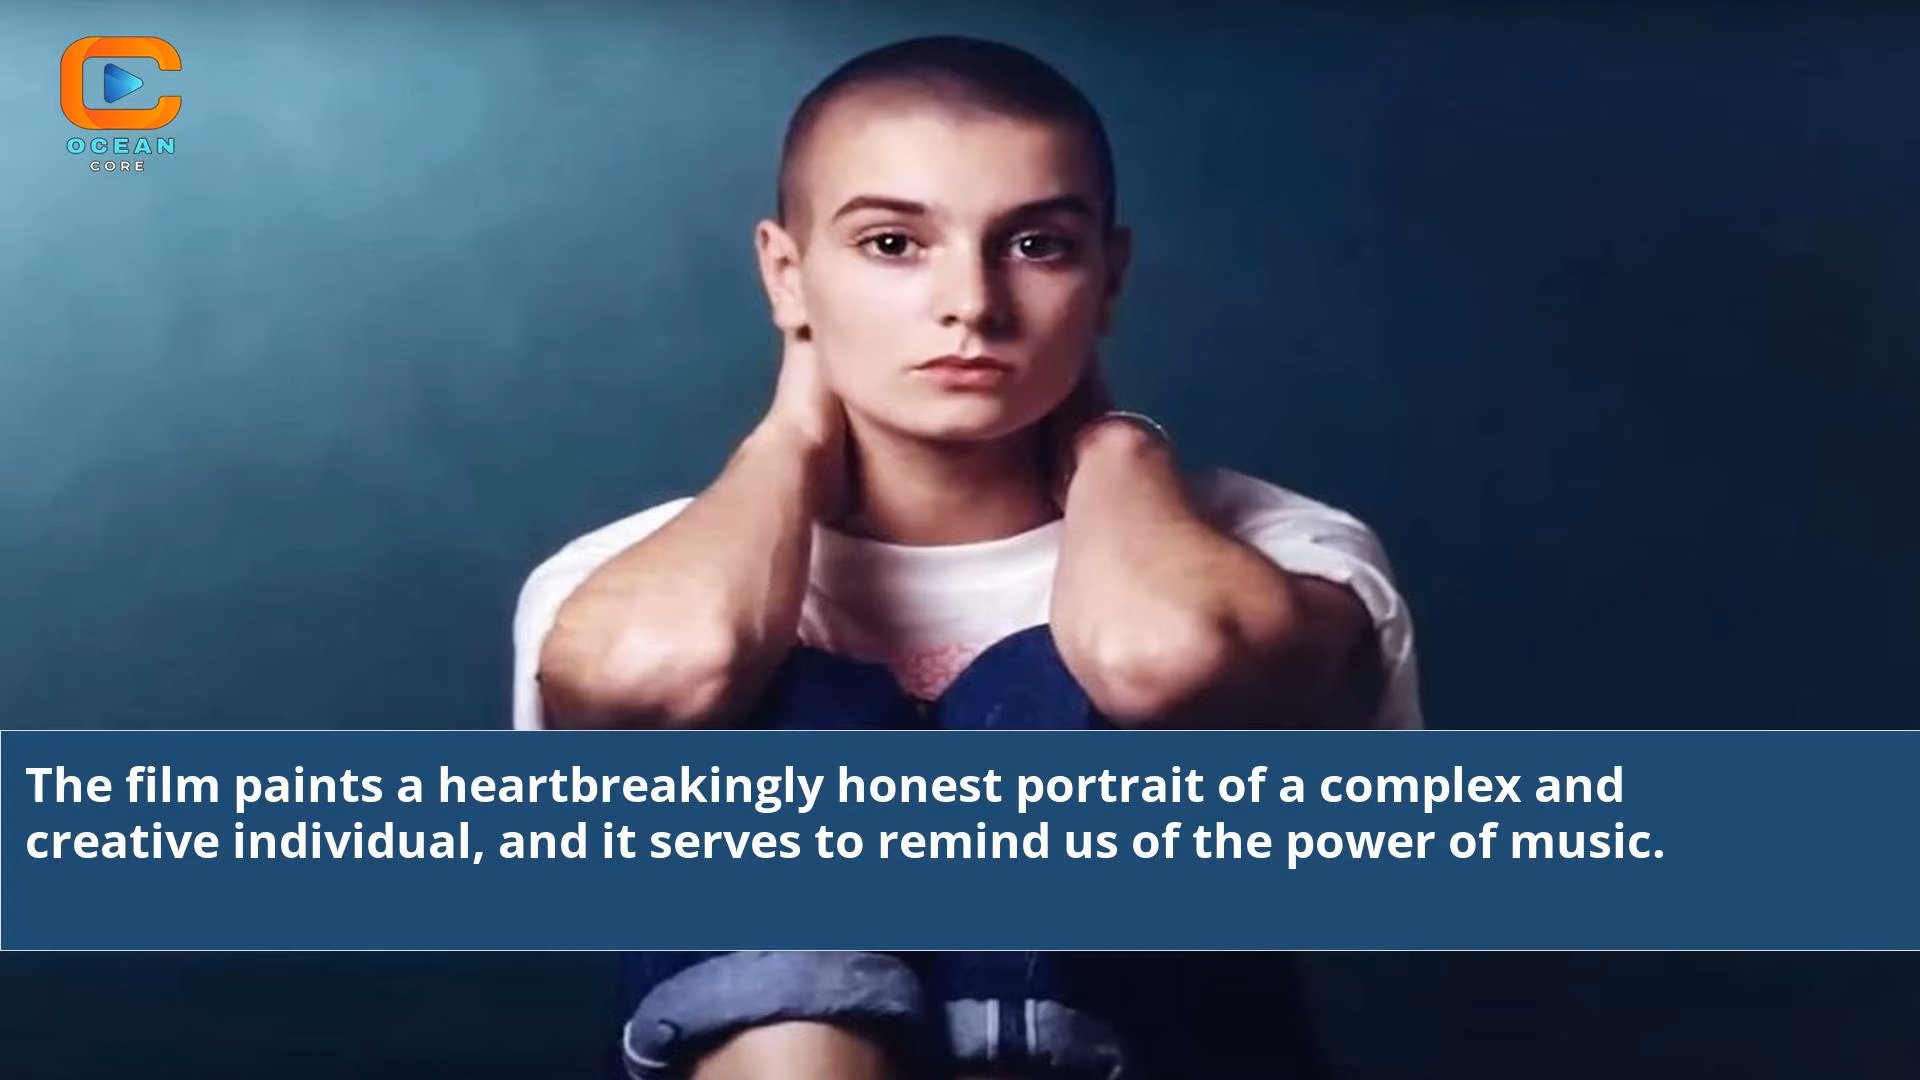 OCEAN
CORE
The film paints a heartbreakingly honest portrait of a complex and
creative individual, and it serves to remind us of the power of music.